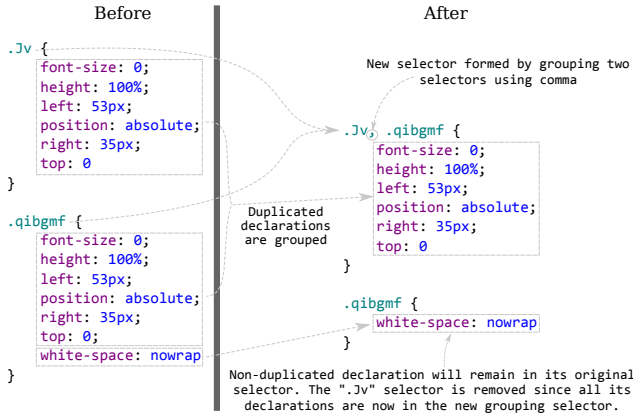 Before
.Jv {
font-size: 0;
height: 100%;
left: 53px;
position: absolute;
right: 35px;
top: 0
}
.qibgmf {
font-size: 0;
height: 100%;
left: 53px;
position: absolute;
right: 35px;
top: 0;
white-space: nowrap
}
After
New selector formed by grouping two
selectors using comma
.Jv, .qibgmf {
font-size: 0;
height: 100%;
left: 53px;
position: absolute;
right: 35px;
top: 0
}
Duplicated
declarations
are grouped
.qibgmf {
white-space: nowrap
}
Non-duplicated declaration will remain in its original
selector. The ".Jv" selector is removed since all its
declarations are now in the new grouping selector.